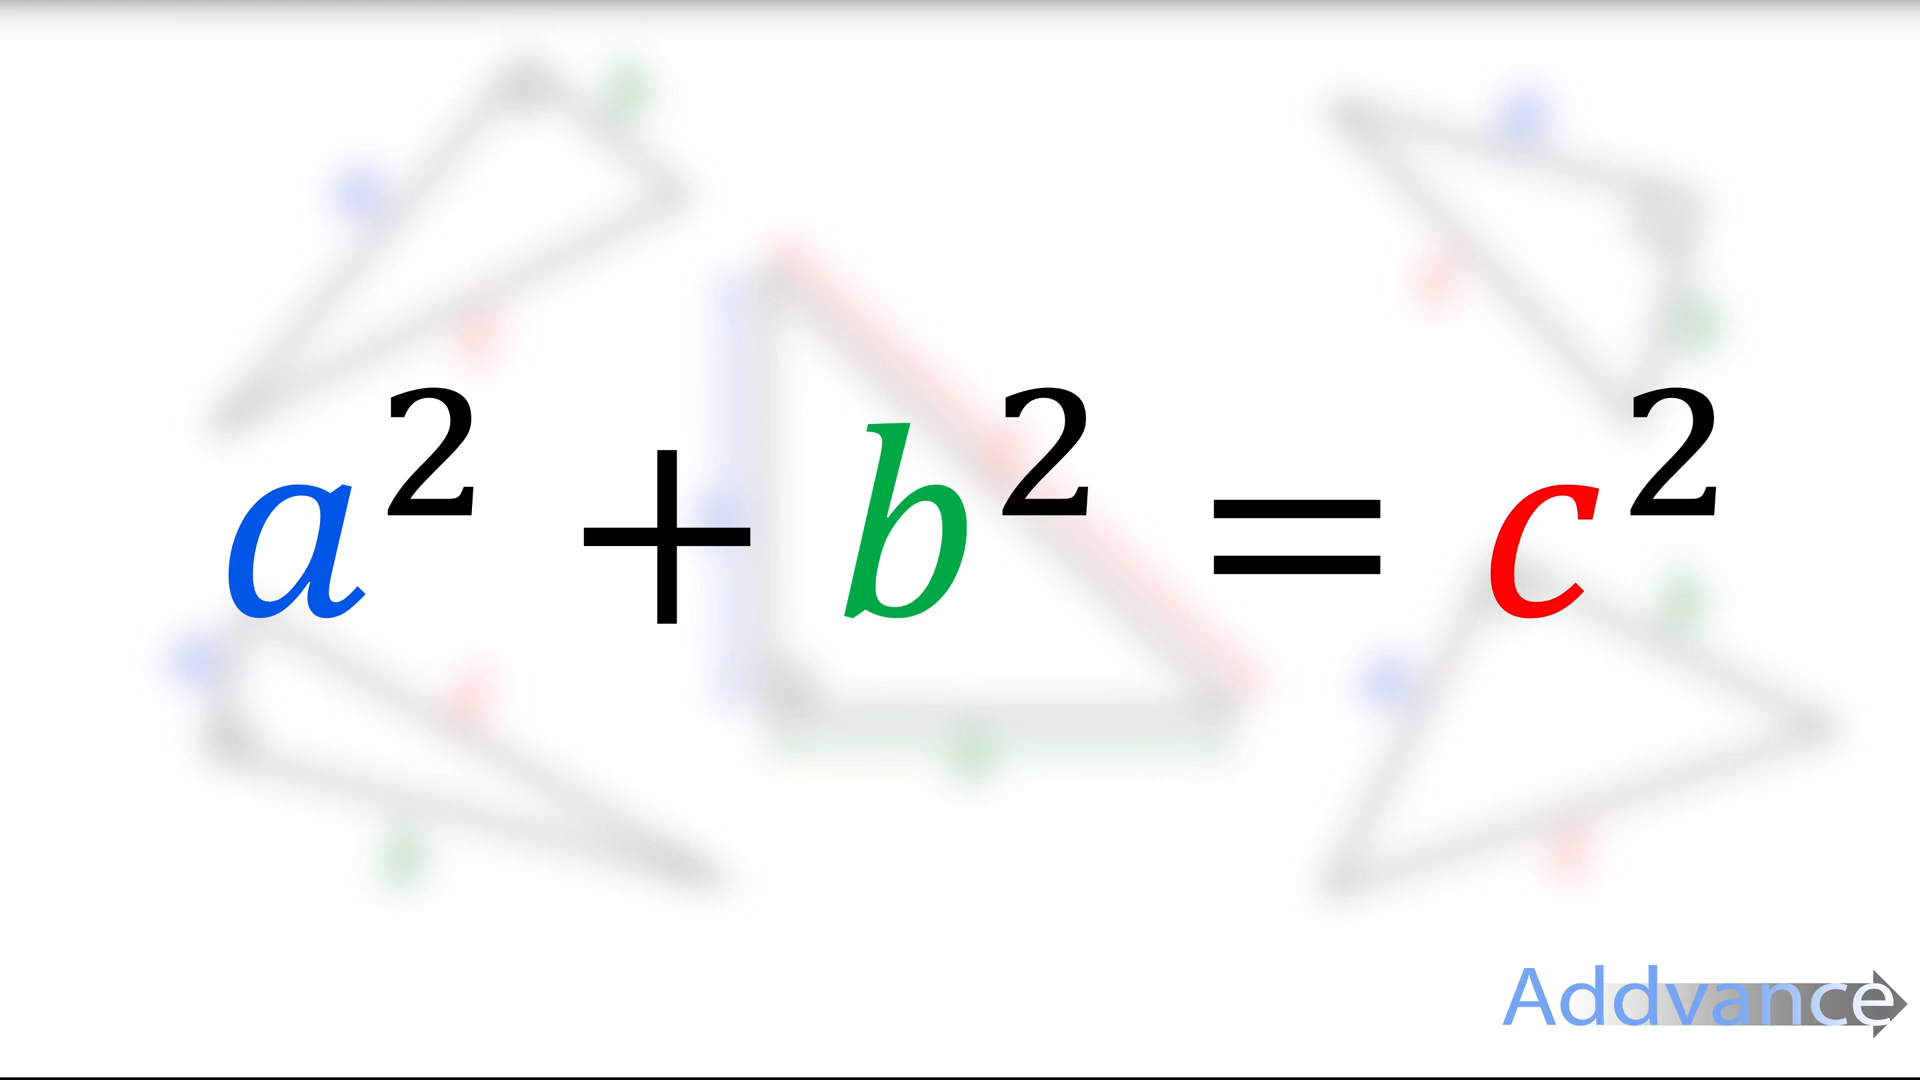 a² + b² = c²
Addvance